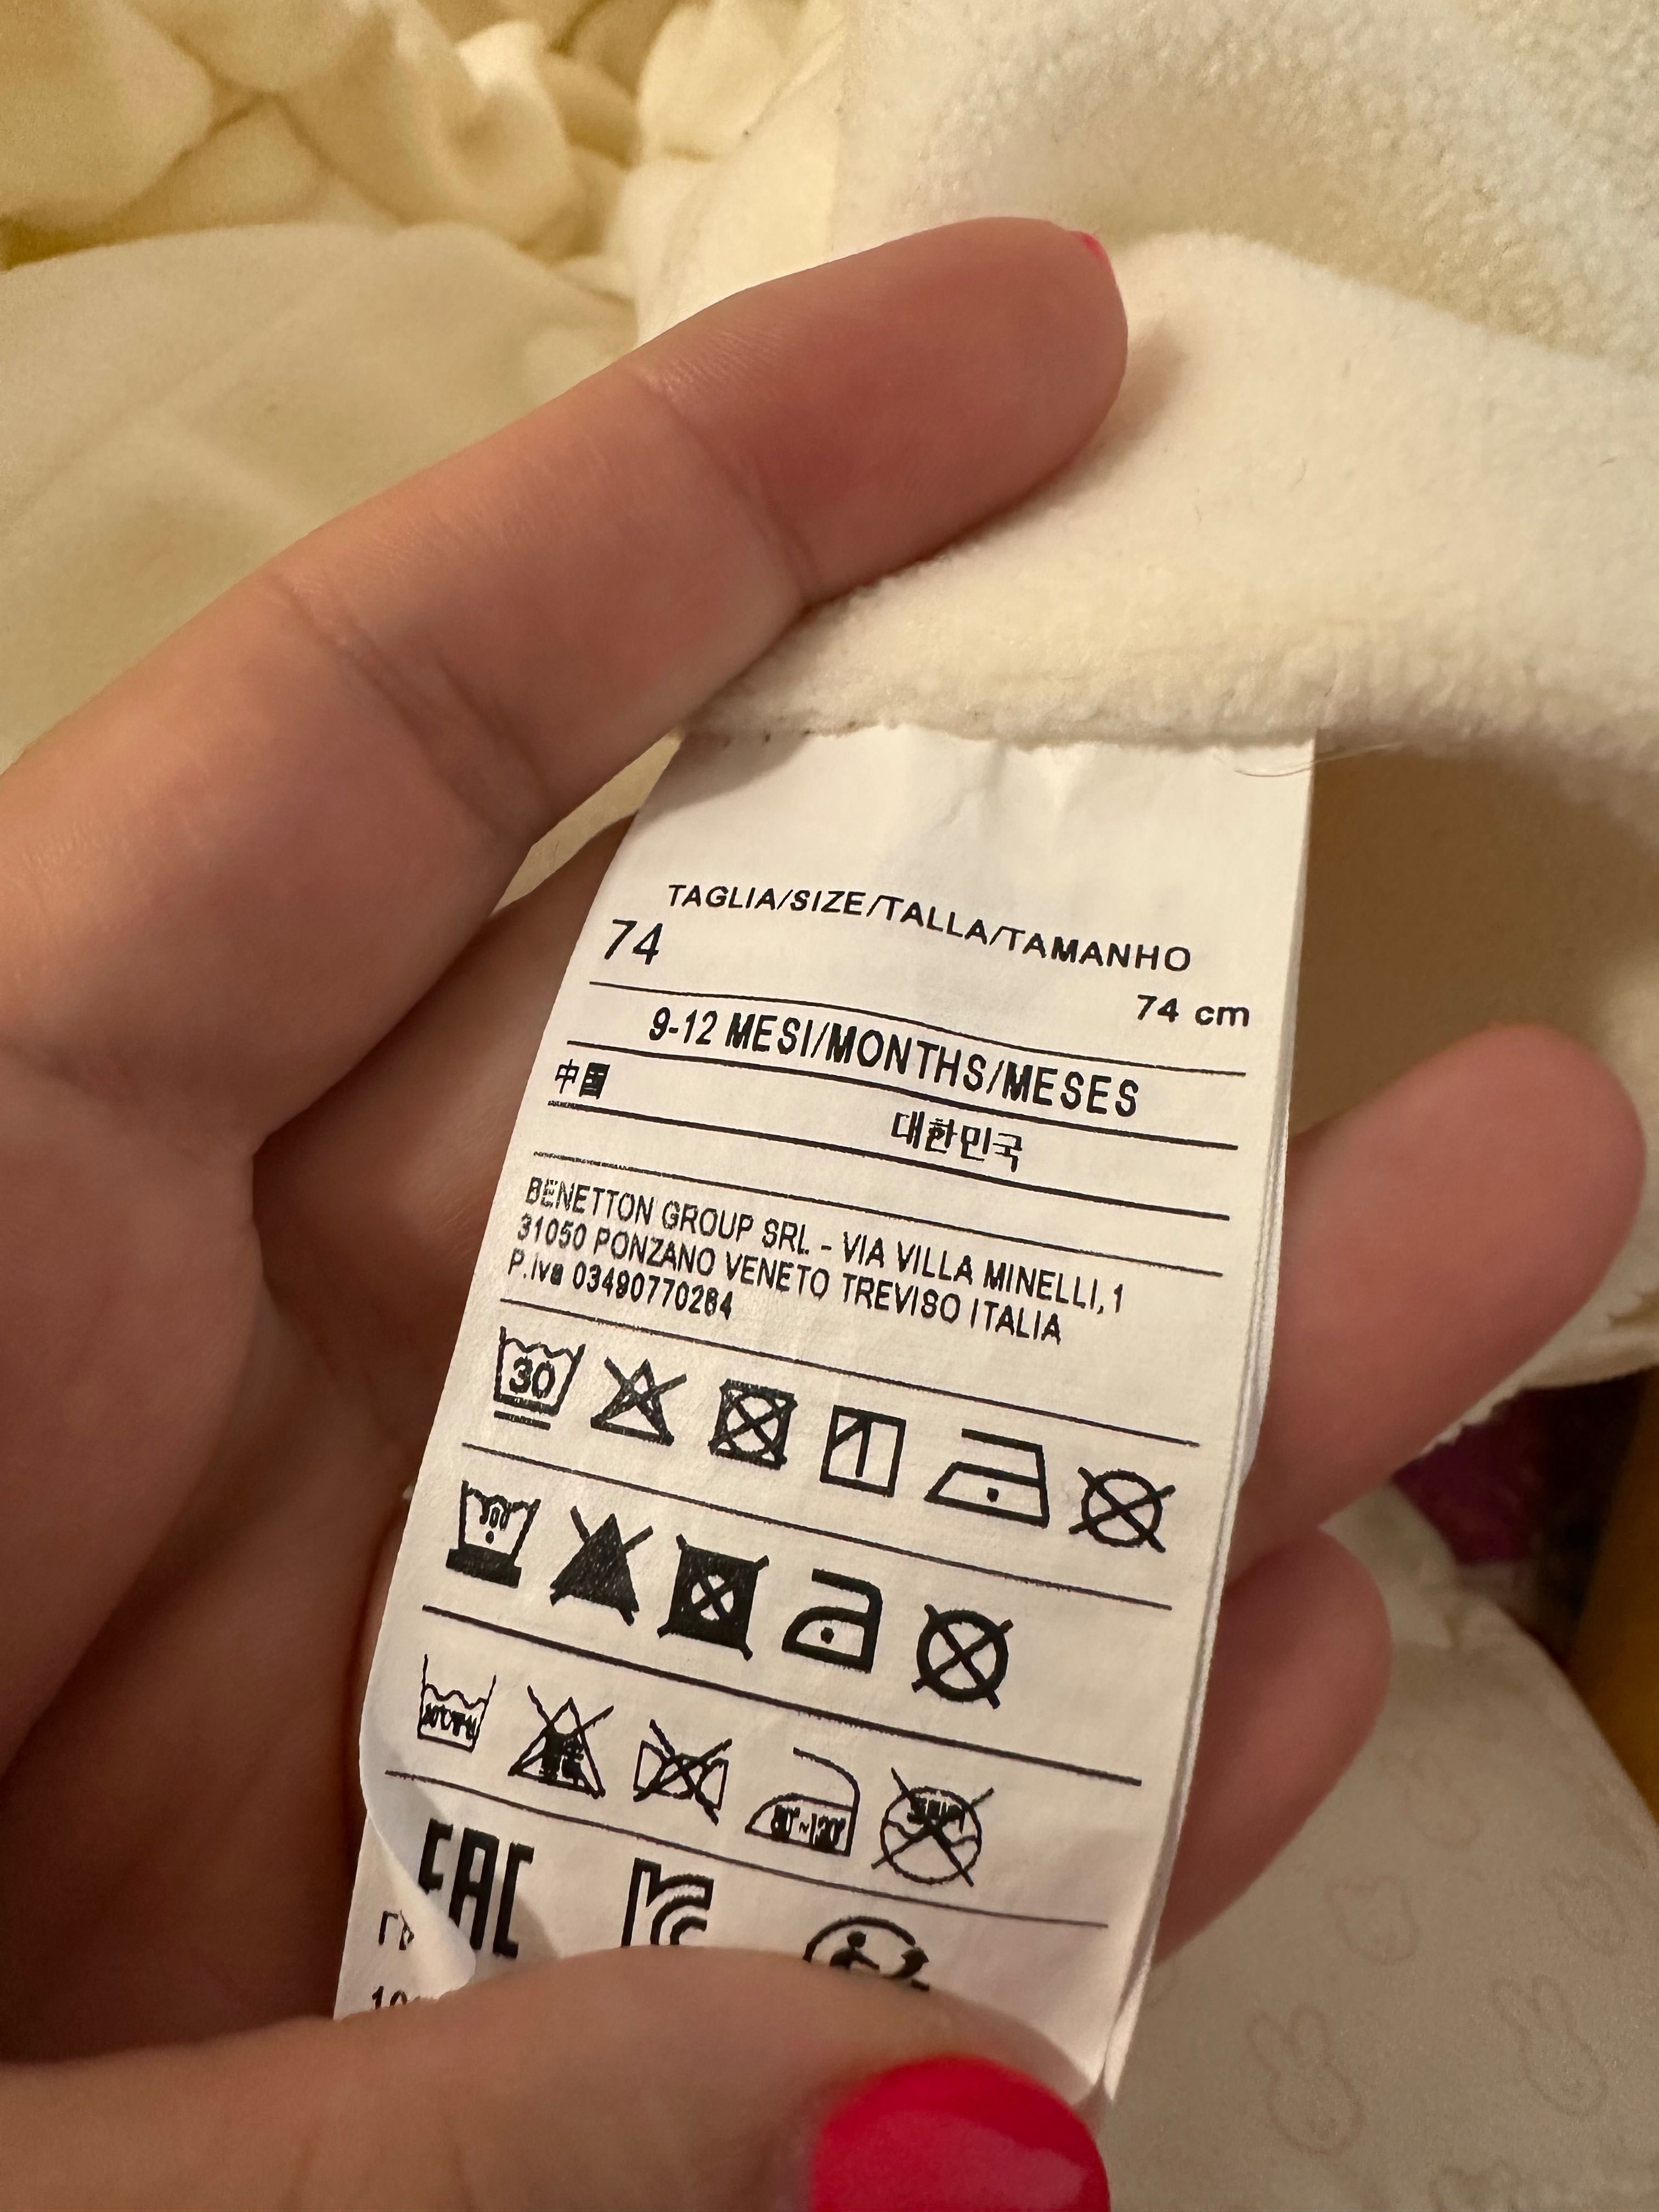 TAGLIA/SIZE/TALLA/TAMANHO
74
74 cm
9-12 MESI/MONTHS/MESES
中国
대한민국
BENETTON GROUP SRL - VIA VILLA MINELLI, 1
31050 PONZANO VENETO TREVISO ITALIA
P.Iva 03490770264
30
EAC